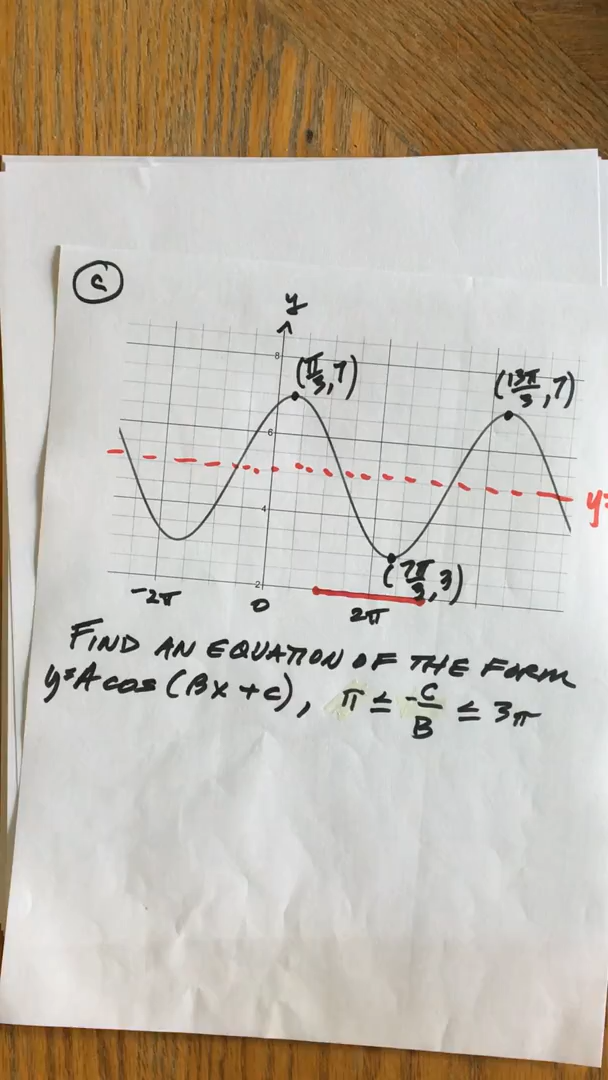 a
y
8
(π/3, 7)
(13π/3, 7)
6
y=
4
(7π/3, 3)
2
-2π
0
2π
FIND AN EQUATION OF THE FORM
y=A cos (Bx + C), π ≤ -C/B ≤ 3π